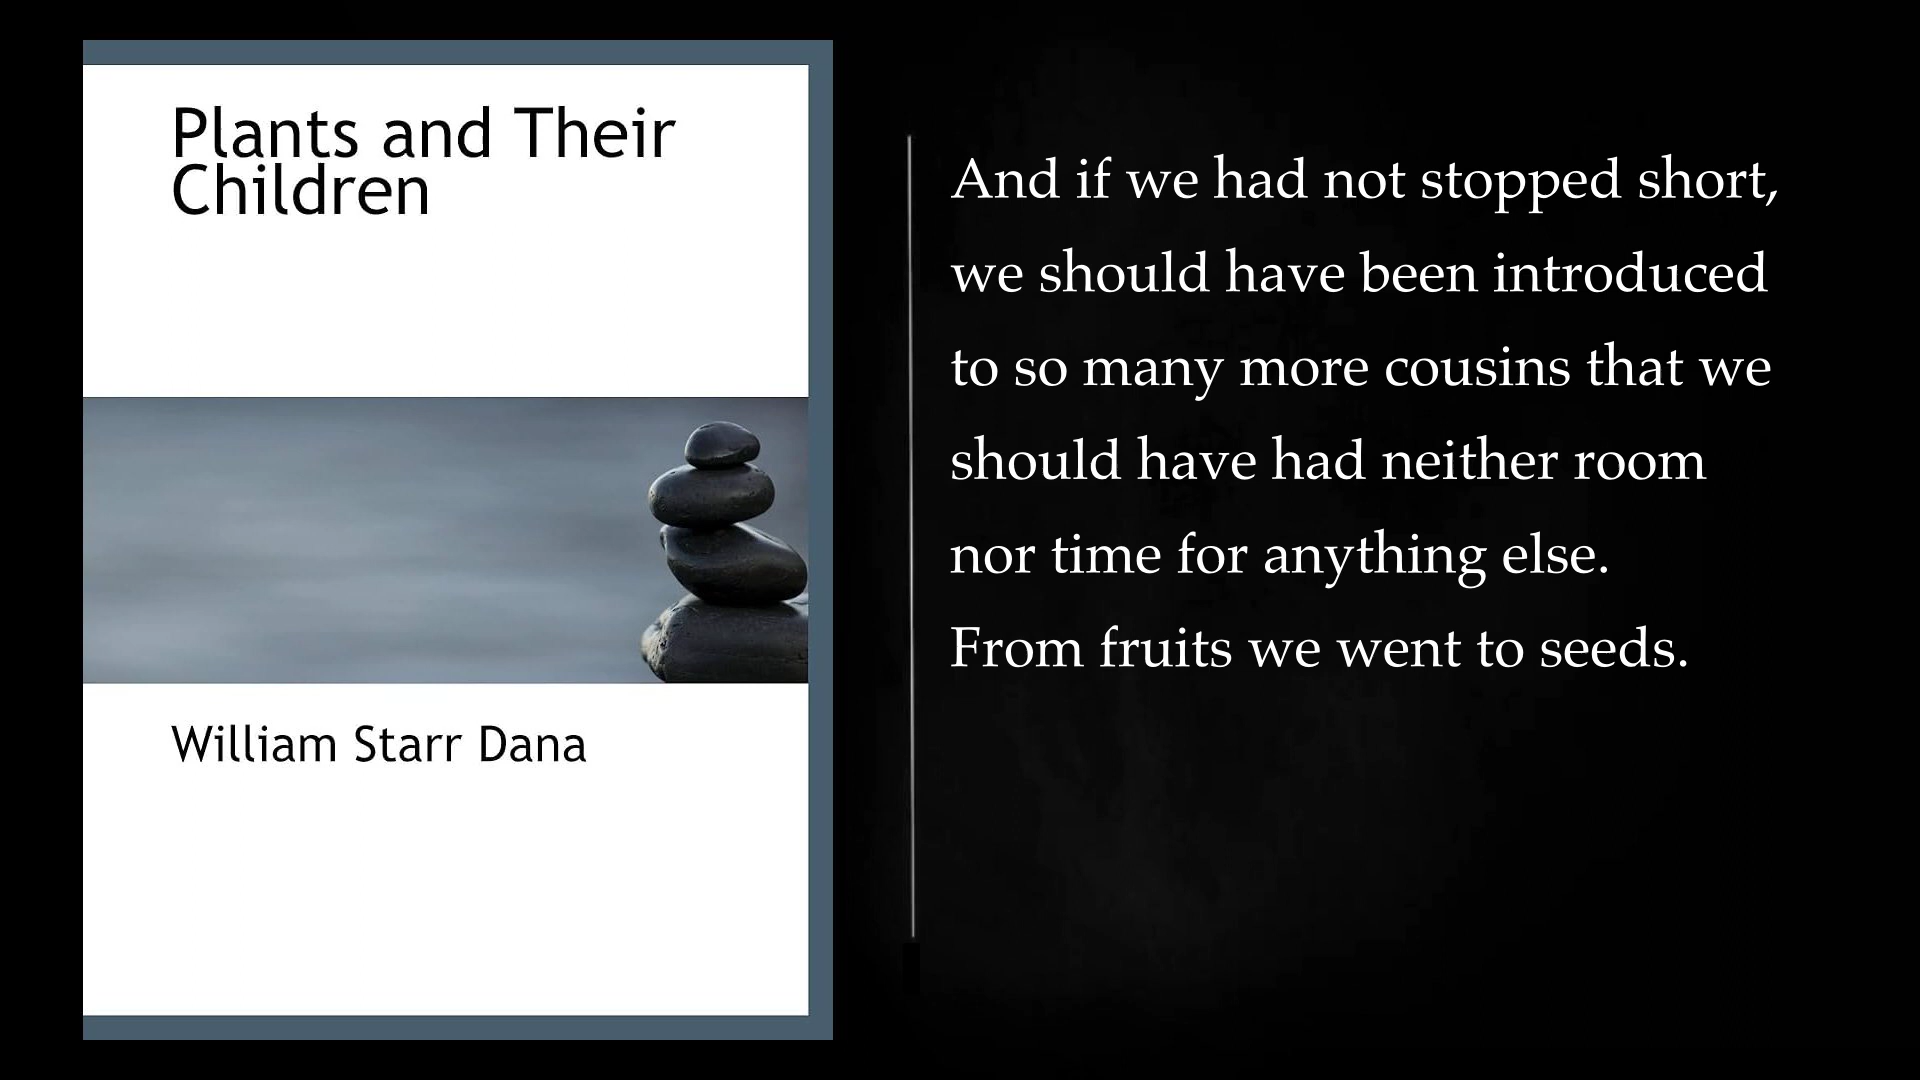 Plants and Their
Children
William Starr Dana
And if we had not stopped short,
we should have been introduced
to so many more cousins that we
should have had neither room
nor time for anything else.
From fruits we went to seeds.